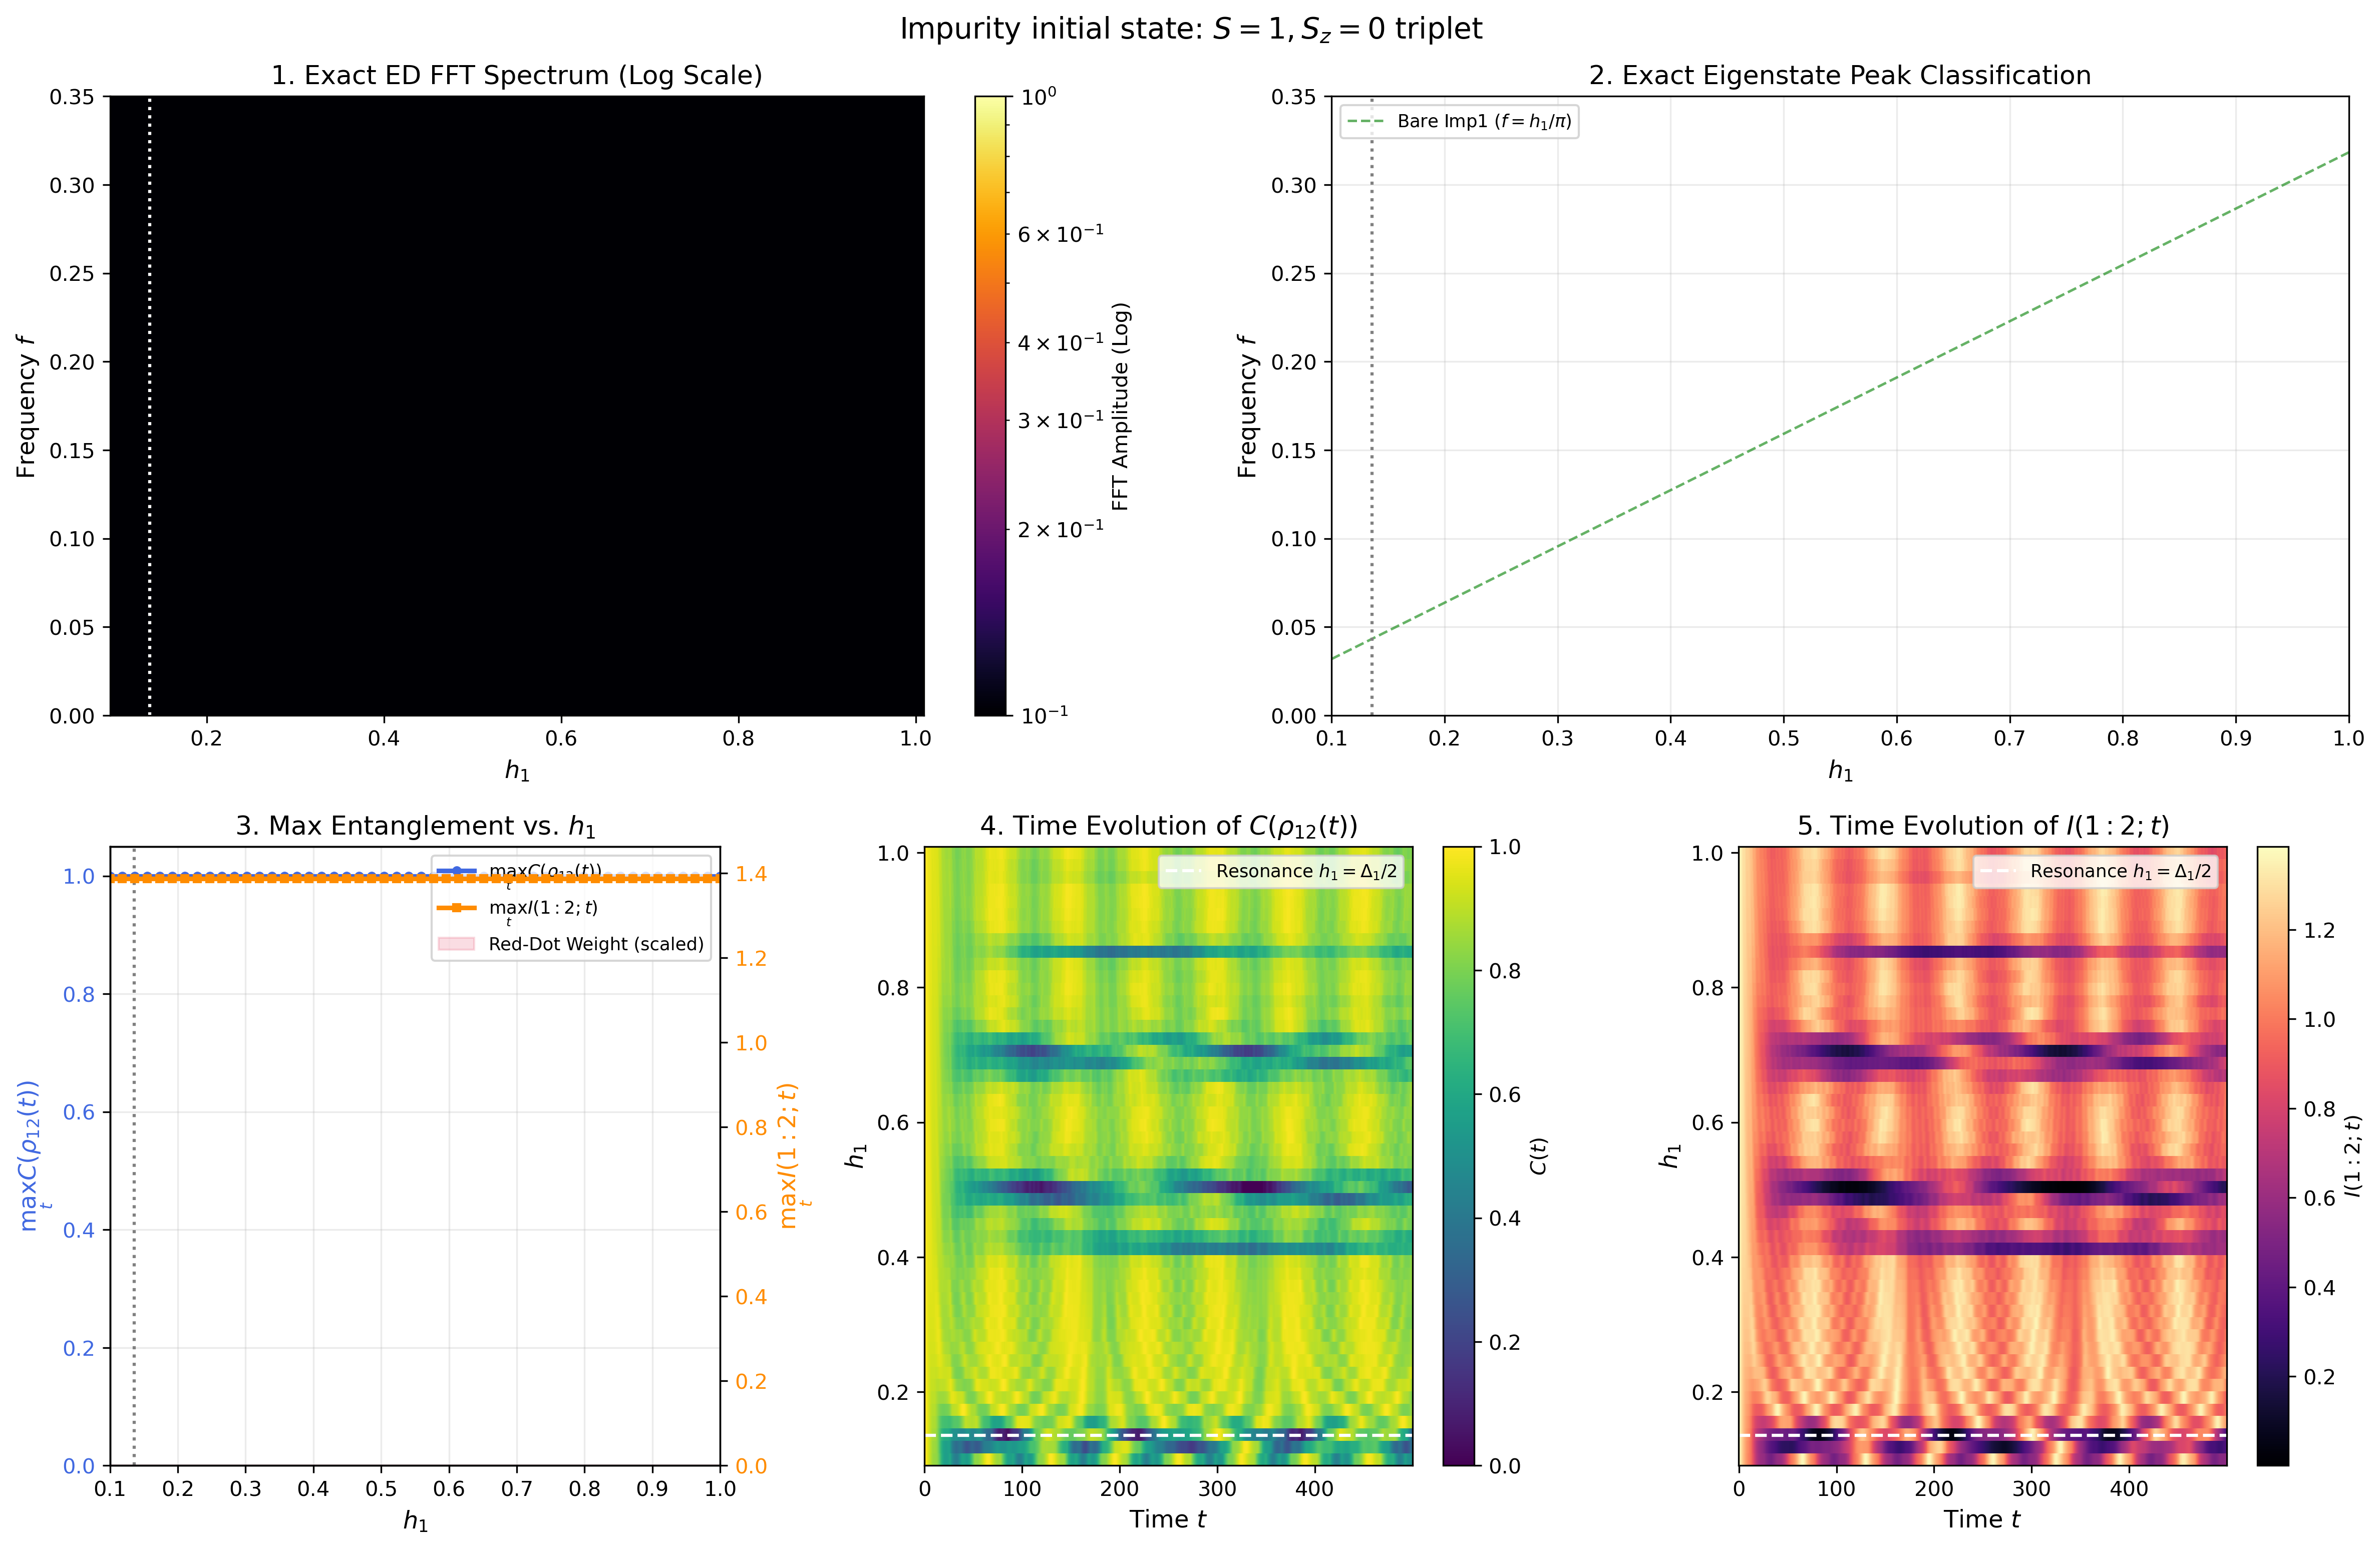 Impurity initial state: S = 1, S_z = 0 triplet
1. Exact ED FFT Spectrum (Log Scale)
Frequency f
0.35
0.30
0.25
0.20
0.15
0.10
0.05
0.00
0.2 0.4 0.6 0.8 1.0
h_1
10^0
6 × 10^{-1}
4 × 10^{-1}
3 × 10^{-1}
2 × 10^{-1}
10^{-1}
FFT Amplitude (Log)
2. Exact Eigenstate Peak Classification
Bare Imp1 (f = h_1/π)
Frequency f
0.35
0.30
0.25
0.20
0.15
0.10
0.05
0.00
0.1 0.2 0.3 0.4 0.5 0.6 0.7 0.8 0.9 1.0
h_1
3. Max Entanglement vs. h_1
max_t C(ρ_12(t))
max_t I(1 : 2; t)
Red-Dot Weight (scaled)
max_t C(ρ_12(t))
1.0
0.8
0.6
0.4
0.2
0.0
0.1 0.2 0.3 0.4 0.5 0.6 0.7 0.8 0.9 1.0
h_1
1.4
1.2
1.0
0.8
0.6
0.4
0.2
0.0
max_t I(1 : 2; t)
4. Time Evolution of C(ρ_12(t))
Resonance h_1 = Δ_1/2
h_1
1.0
0.8
0.6
0.4
0.2
0 100 200 300 400
Time t
1.0
0.8
0.6
0.4
0.2
0.0
C(t)
5. Time Evolution of I(1 : 2; t)
Resonance h_1 = Δ_1/2
h_1
1.0
0.8
0.6
0.4
0.2
0 100 200 300 400
Time t
1.2
1.0
0.8
0.6
0.4
0.2
I(1 : 2; t)